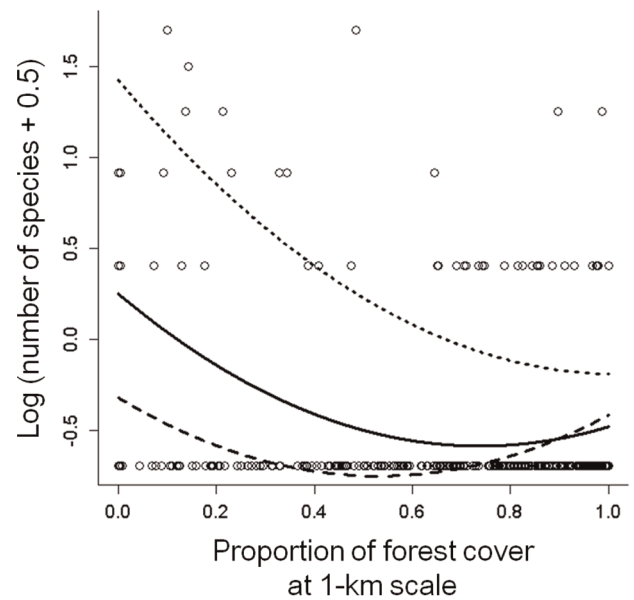 Log (number of species + 0.5)
1.5
1.0
0.5
0.0
-0.5
0.0 0.2 0.4 0.6 0.8 1.0
Proportion of forest cover
at 1-km scale